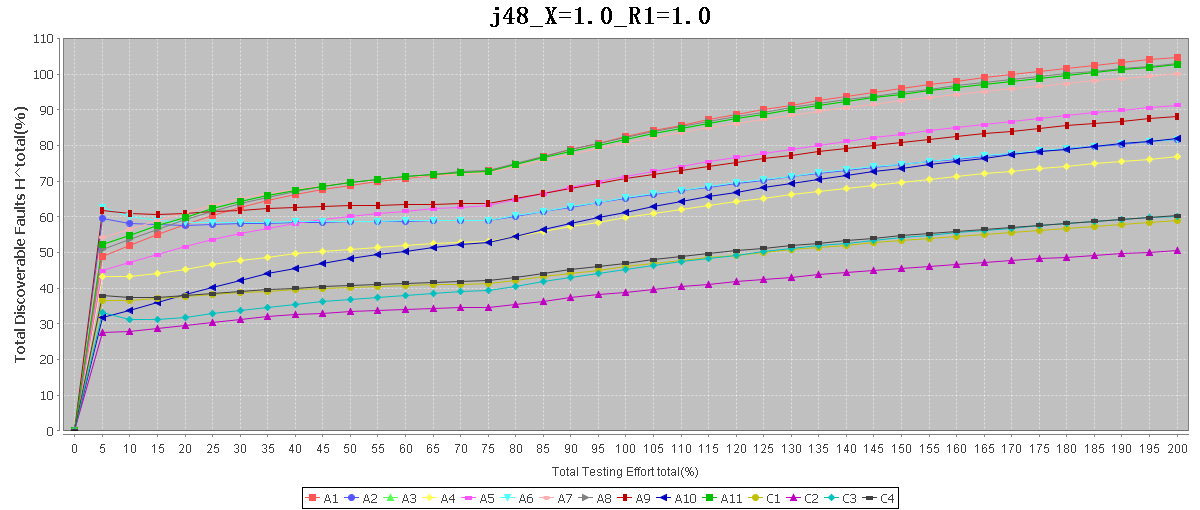 j48_X=1.0_R1=1.0
Total Discoverable Faults H^total(%)
110
100
90
80
70
60
50
40
30
20
10
0
0 5 10 15 20 25 30 35 40 45 50 55 60 65 70 75 80 85 90 95 100 105 110 115 120 125 130 135 140 145 150 155 160 165 170 175 180 185 190 195 200
Total Testing Effort total(%)
A1 A2 A3 A4 A5 A6 A7 A8 A9 A10 A11 C1 C2 C3 C4